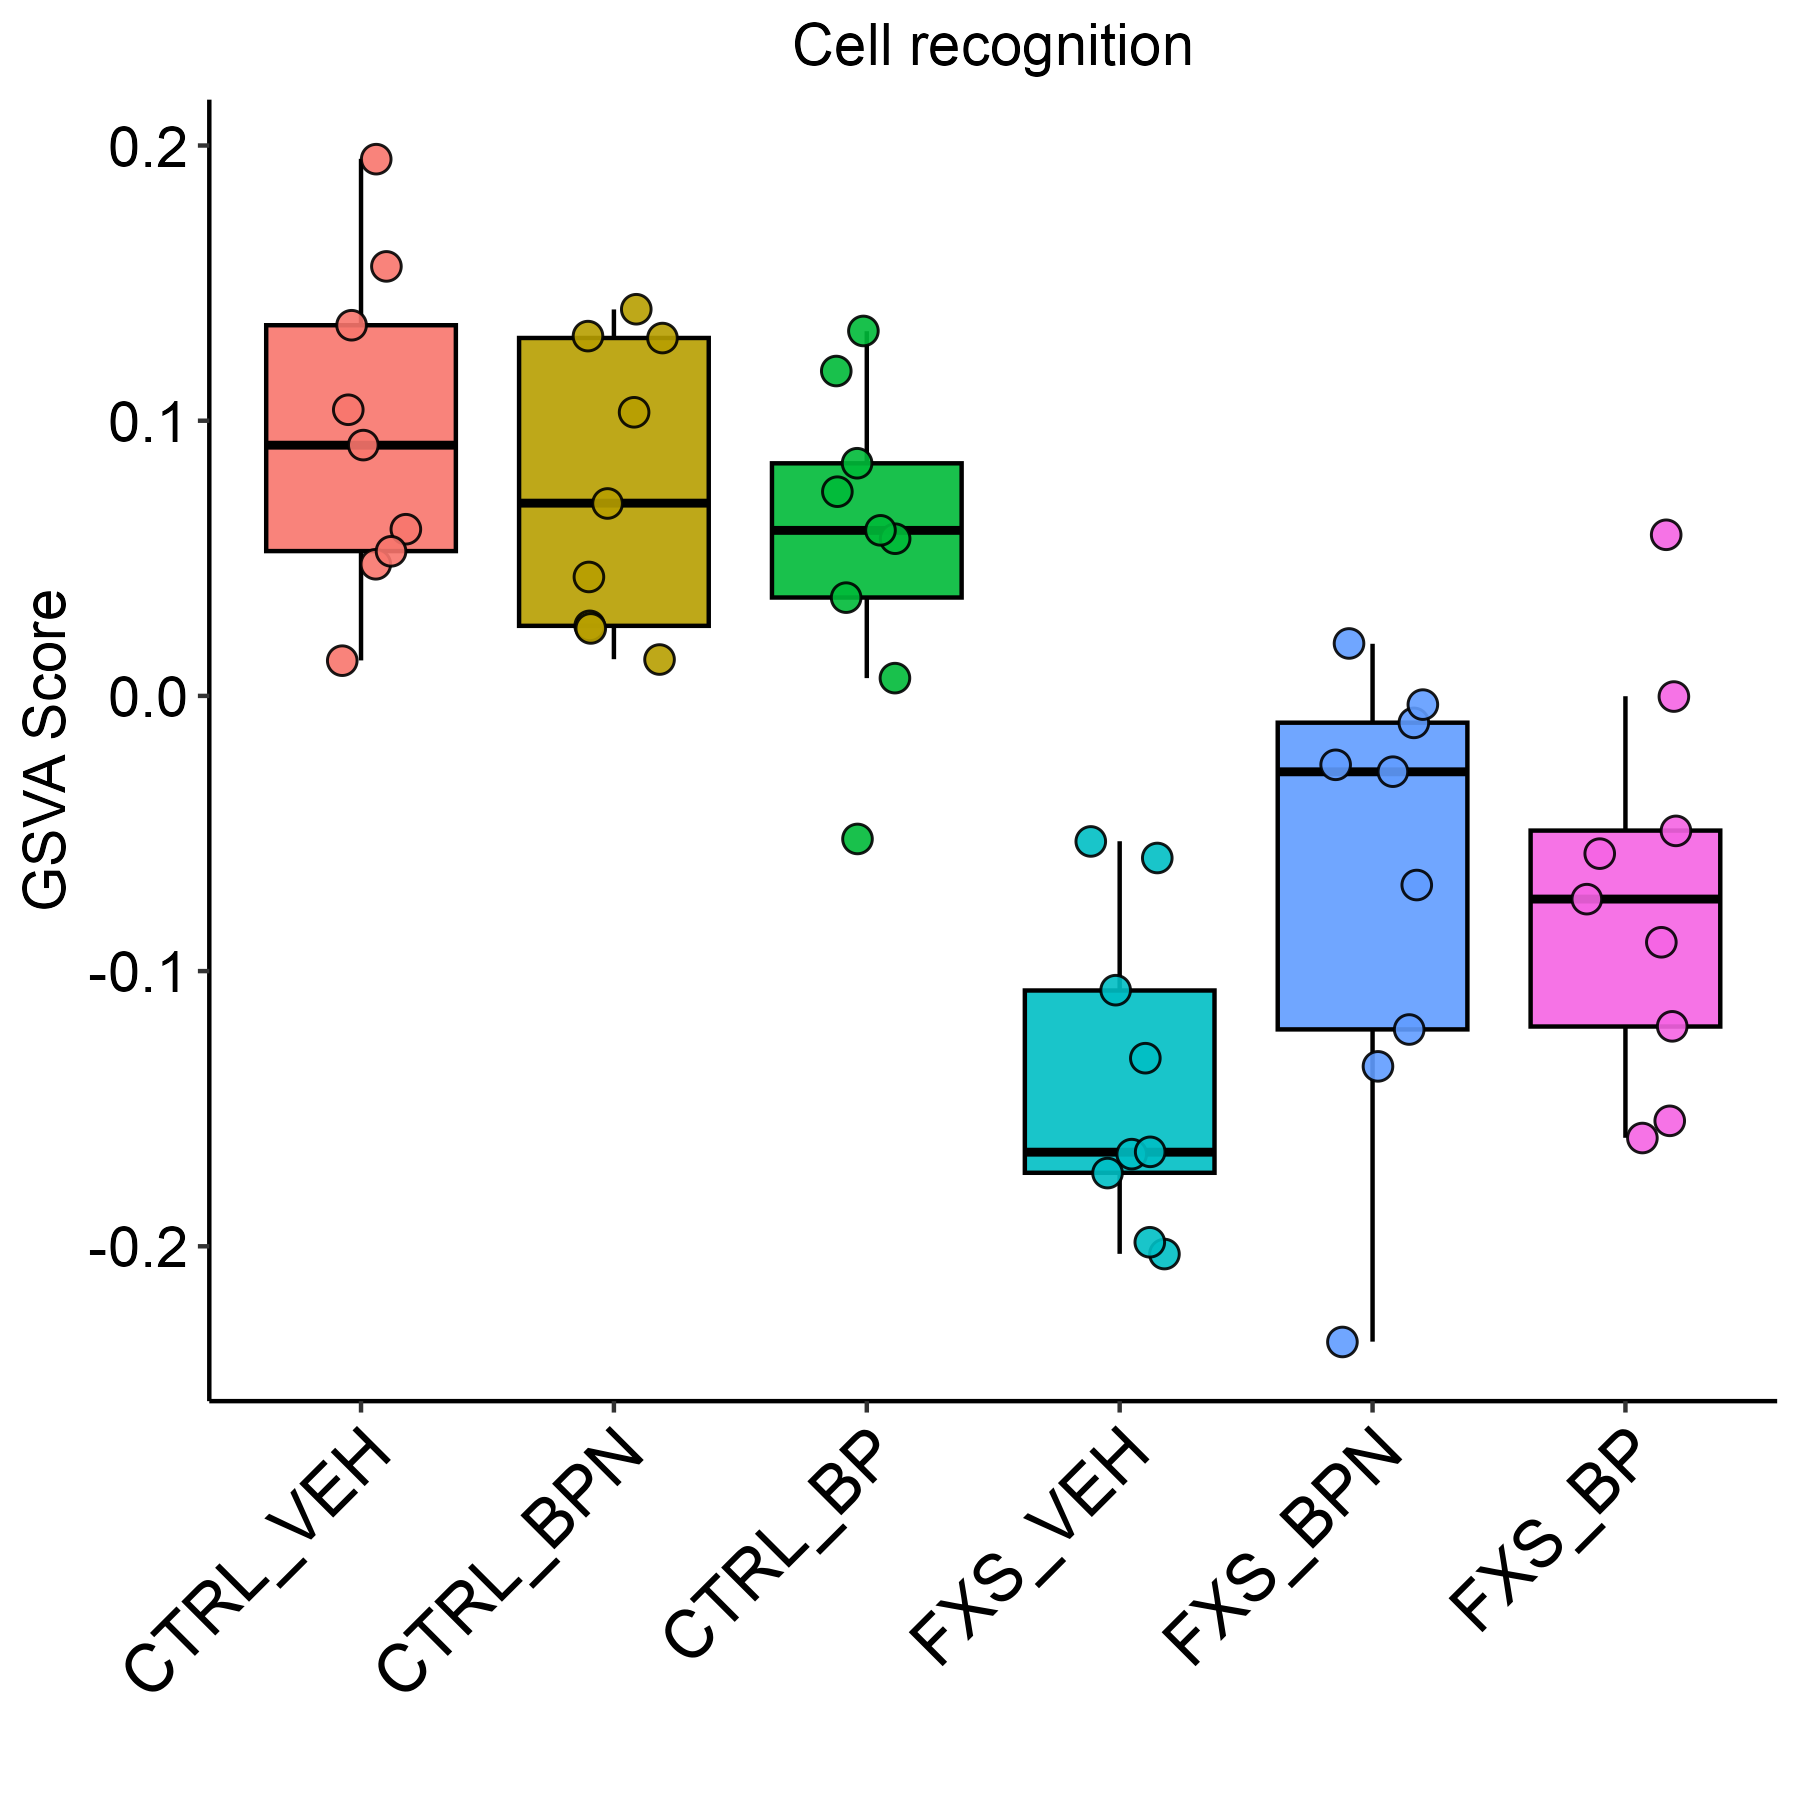 Cell recognition
GSVA Score
0.2
0.1
0.0
-0.1
-0.2
CTRL_VEH
CTRL_BPN
CTRL_BP
FXS_VEH
FXS_BPN
FXS_BP